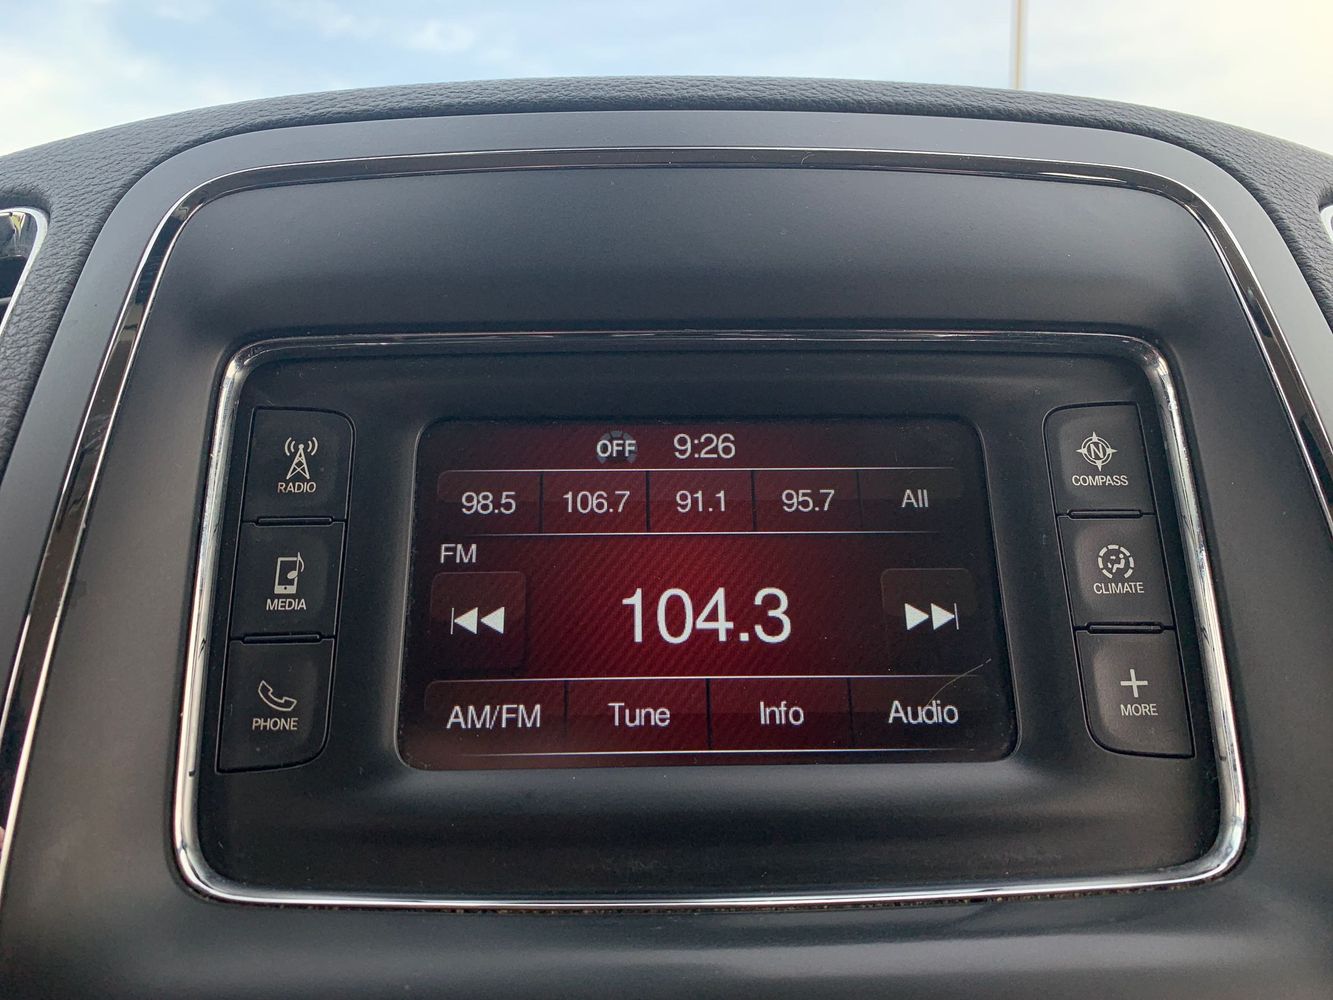 OFF 9:26
98.5 106.7 91.1 95.7 All
FM
104.3
AM/FM Tune Info Audio
RADIO
MEDIA
PHONE
N
COMPASS
CLIMATE
MORE